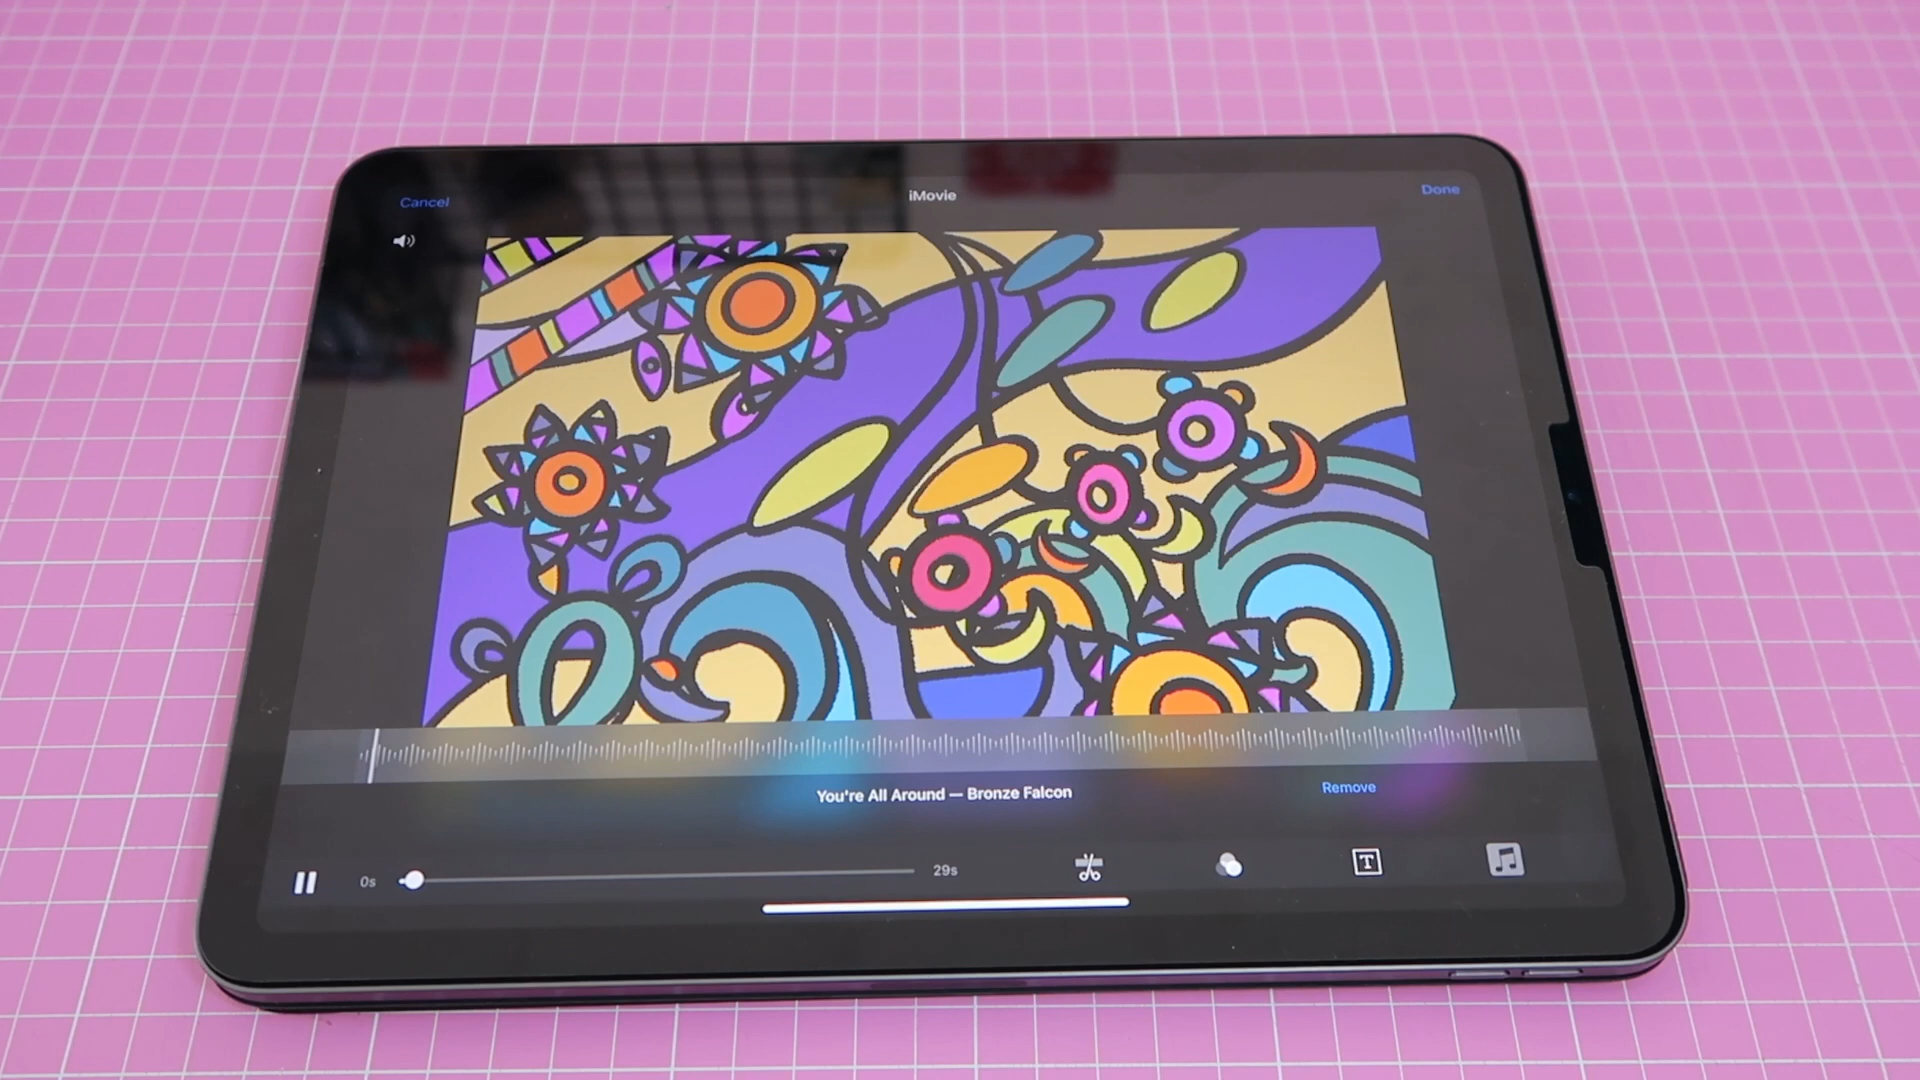 Cancel
iMovie
Done
You're All Around — Bronze Falcon
Remove
0s
29s
T